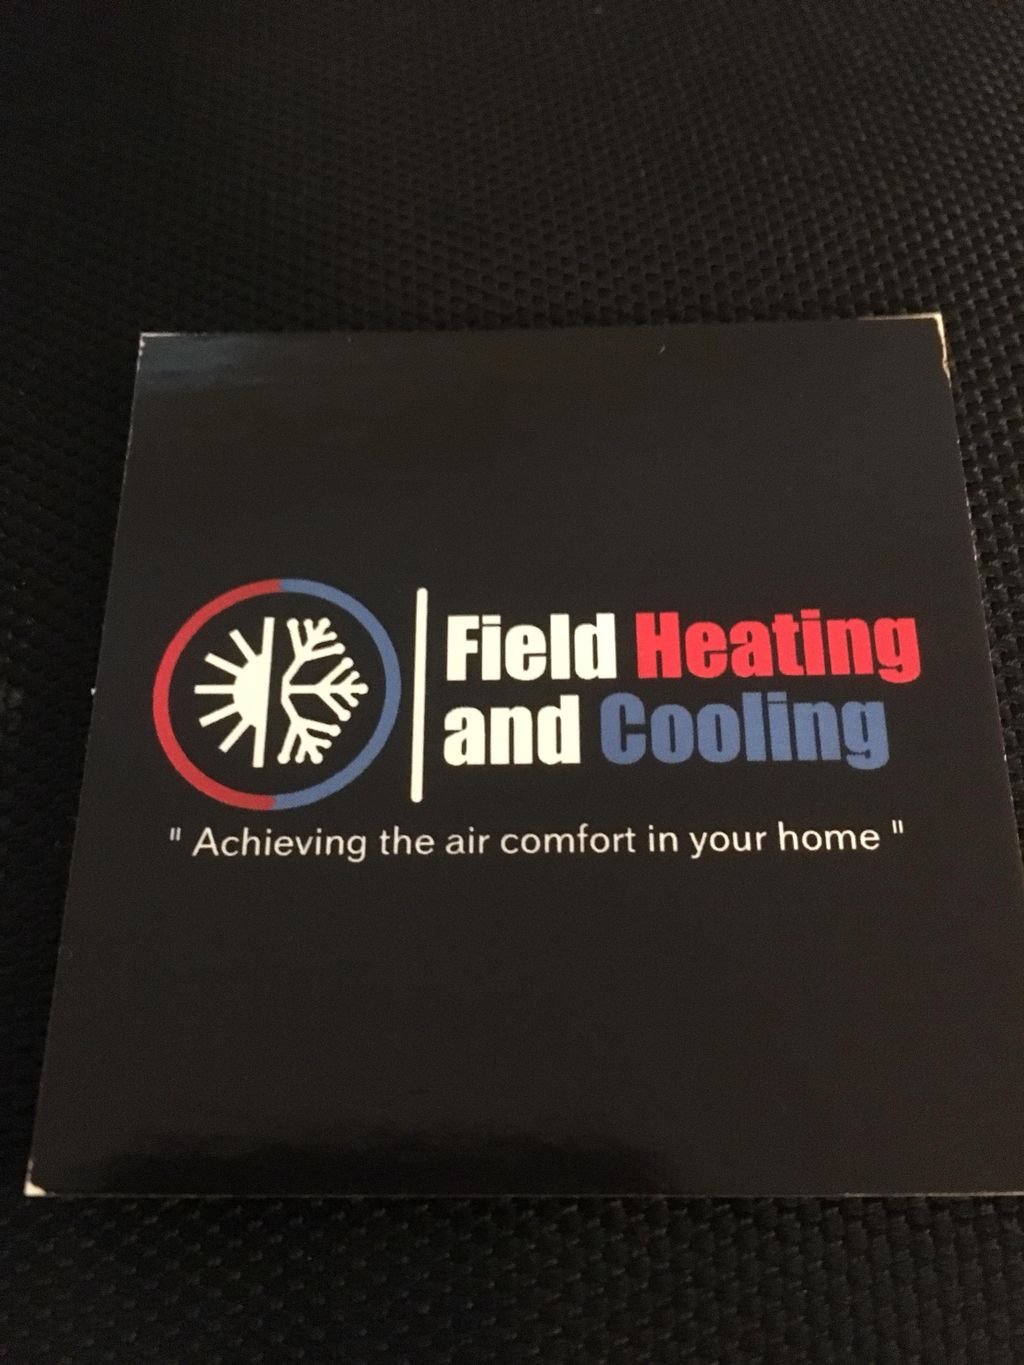 Field Heating
and Cooling
" Achieving the air comfort in your home "